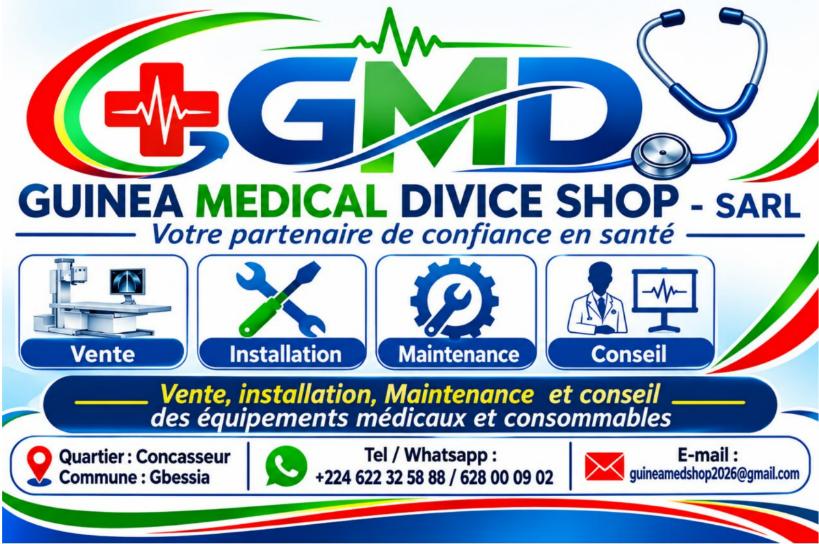 GMD
GUINEA MEDICAL DIVICE SHOP - SARL
Votre partenaire de confiance en santé
Vente
Installation
Maintenance
Conseil
Vente, installation, Maintenance et conseil
des équipements médicaux et consommables
Quartier : Concasseur
Commune : Gbessia
Tel / Whatsapp :
+224 622 32 58 88 / 628 00 09 02
E-mail :
guineamedshop2026@gmail.com